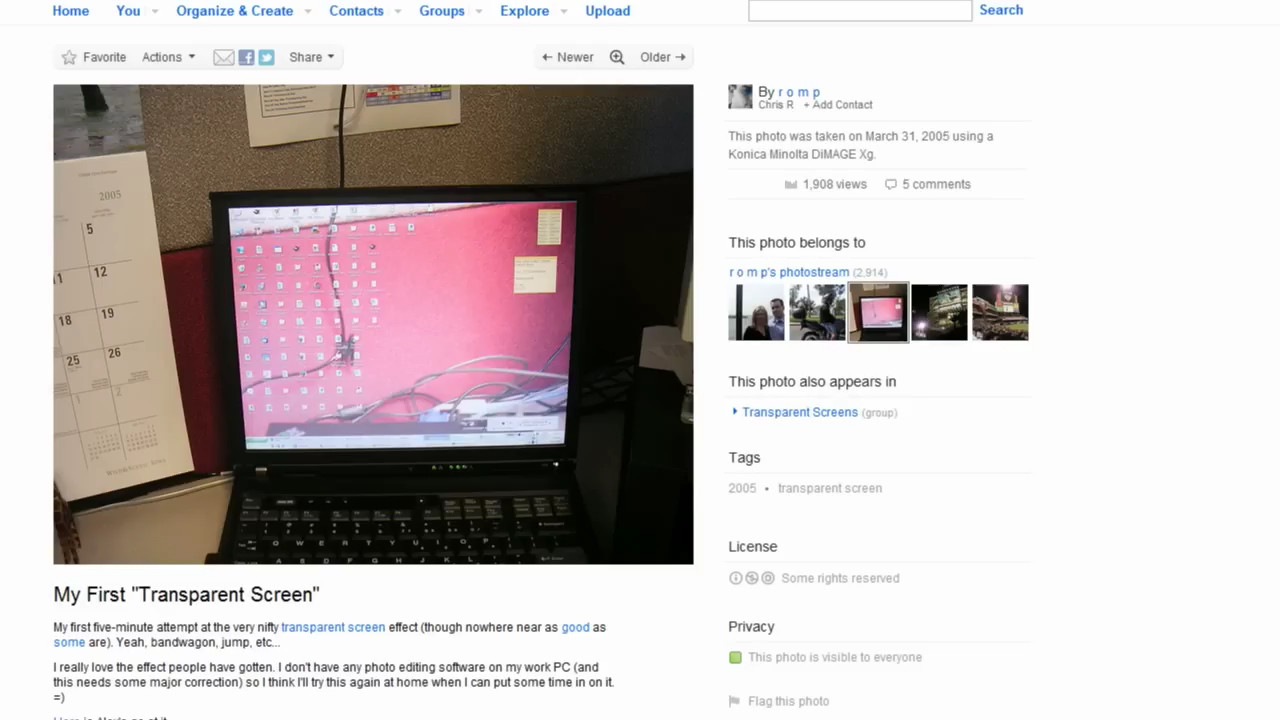 Home You Organize & Create Contacts Groups Explore Upload Search
Favorite Actions Share ← Newer Older →
2005
5
11 12
18 19
25 26
1 2
Q W E R T Y U I O P
A S D F G H J K L
By r o m p
Chris R + Add Contact
This photo was taken on March 31, 2005 using a
Konica Minolta DiMAGE Xg.
1,908 views 5 comments
This photo belongs to
r o m p's photostream (2,914)
This photo also appears in
Transparent Screens (group)
Tags
2005 • transparent screen
License
Some rights reserved
Privacy
This photo is visible to everyone
Flag this photo
My First "Transparent Screen"
My first five-minute attempt at the very nifty transparent screen effect (though nowhere near as good as
some are). Yeah, bandwagon, jump, etc...
I really love the effect people have gotten. I don't have any photo editing software on my work PC (and
this needs some major correction) so I think I'll try this again at home when I can put some time in on it.
=)